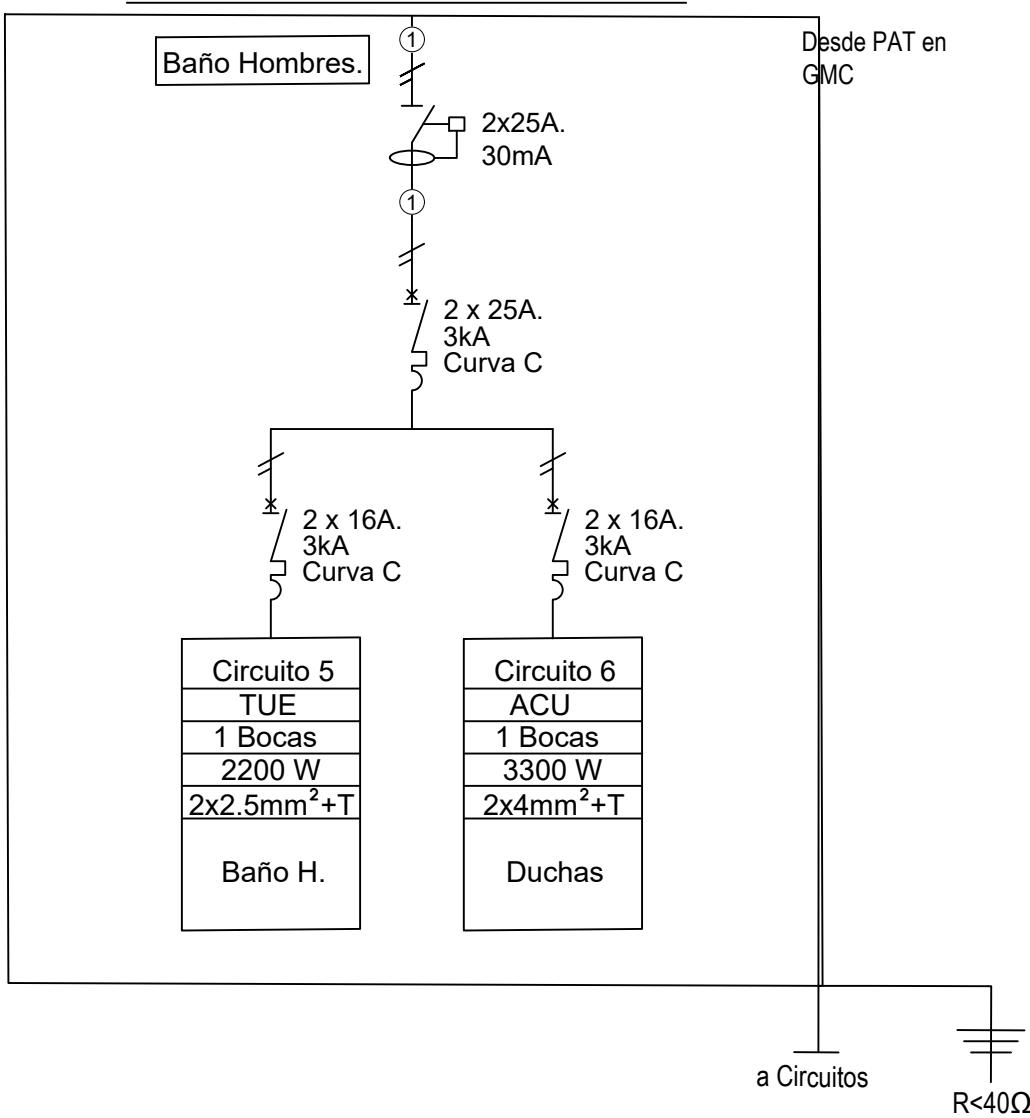 ①
Baño Hombres.
Desde PAT en
GMC
2x25A.
30mA
①
2 x 25A.
3kA
Curva C
2 x 16A.
3kA
Curva C
2 x 16A.
3kA
Curva C
Circuito 5
TUE
1 Bocas
2200 W
2x2.5mm²+T
Baño H.
Circuito 6
ACU
1 Bocas
3300 W
2x4mm²+T
Duchas
a Circuitos
R<40Ω